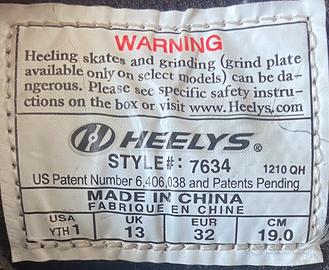 WARNING
Heeling skates and grinding (grind plate
available only on select models) can be da-
ngerous. Please see specific safety instru-
ctions on the box or visit www.Heelys.com
HEELYS®
STYLE#: 7634 1210 QH
US Patent Number 6,406,038 and Patents Pending
MADE IN CHINA
FABRIQUE EN CHINE
USA UK EUR CM
YTH 1 13 32 19.0